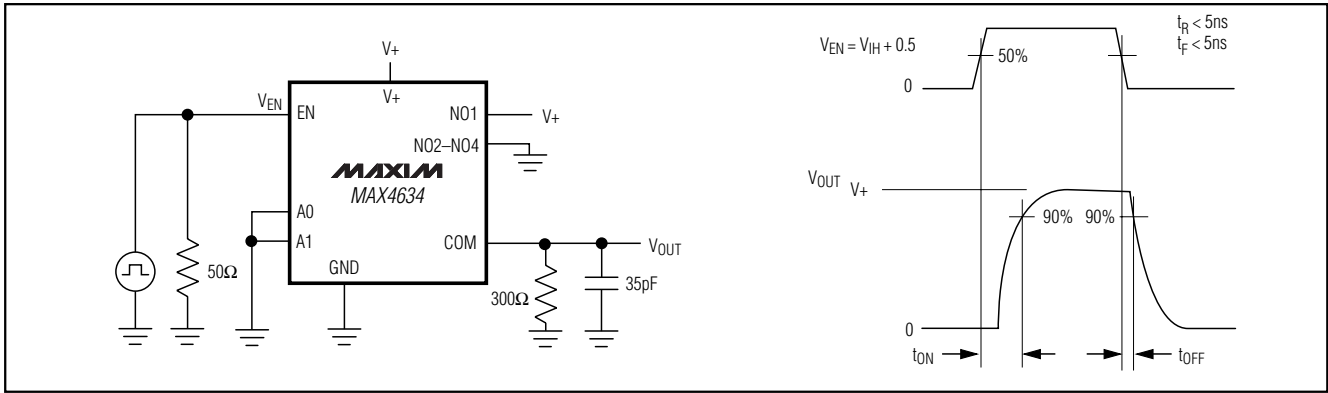 V+
V+
VEN
EN
NO1
V+
NO2–NO4
MAXIM
MAX4634
A0
A1
COM
VOUT
GND
50Ω
300Ω
35pF
VEN = VIH + 0.5
50%
0
tR < 5ns
tF < 5ns
VOUT V+
90% 90%
0
tON
tOFF